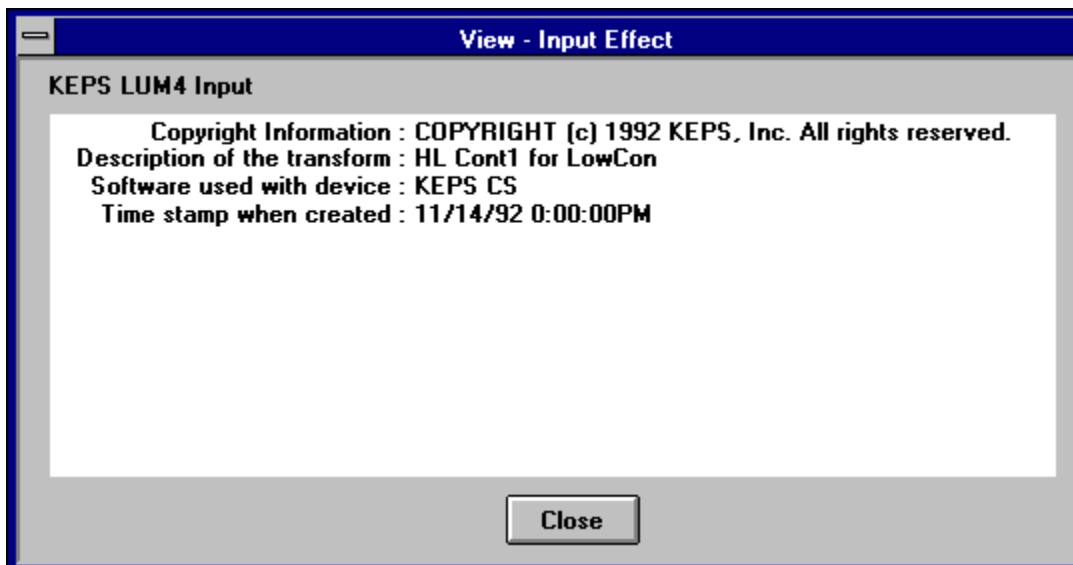 View - Input Effect
KEPS LUM4 Input
Copyright Information : COPYRIGHT (c) 1992 KEPS, Inc. All rights reserved.
Description of the transform : HL Cont1 for LowCon
Software used with device : KEPS CS
Time stamp when created : 11/14/92 0:00:00PM
Close